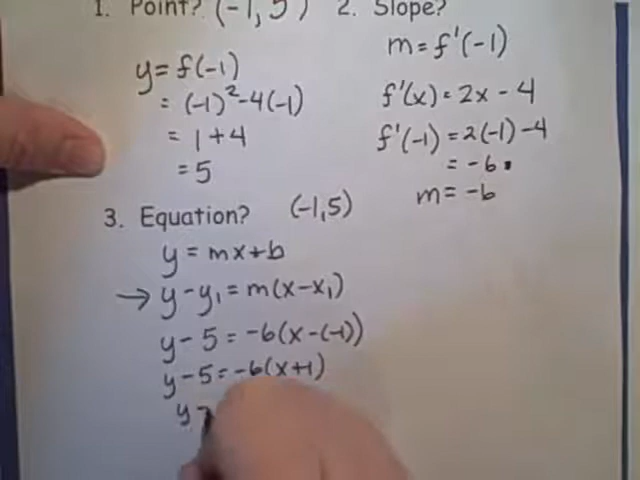 1. Point? (-1, 5) 2. Slope?
y = f(-1)
= (-1)² - 4(-1)
= 1 + 4
= 5
m = f'(-1)
f'(x) = 2x - 4
f'(-1) = 2(-1) - 4
= -6.
m = -6
3. Equation? (-1, 5)
y = mx + b
→ y - y₁ = m(x - x₁)
y - 5 = -6(x - (-1))
y - 5 = -6(x + 1)
y